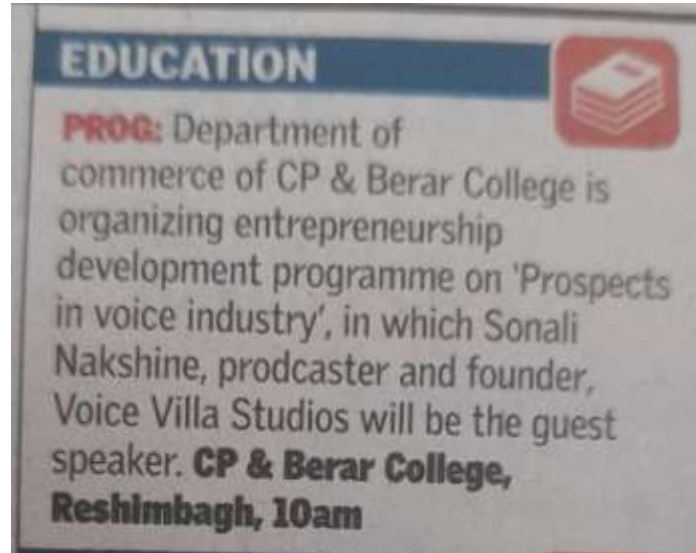 EDUCATION
PROG: Department of
commerce of CP & Berar College is
organizing entrepreneurship
development programme on 'Prospects
in voice industry', in which Sonali
Nakshine, prodcaster and founder,
Voice Villa Studios will be the guest
speaker. CP & Berar College,
Reshimbagh, 10am